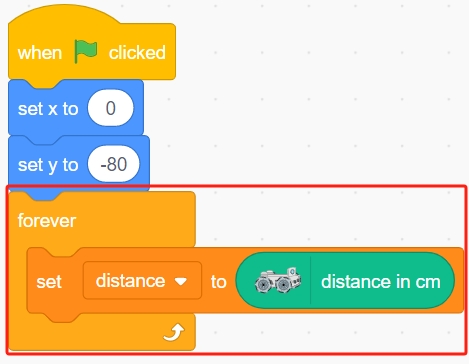 when clicked
set x to 0
set y to -80
forever
set distance to distance in cm